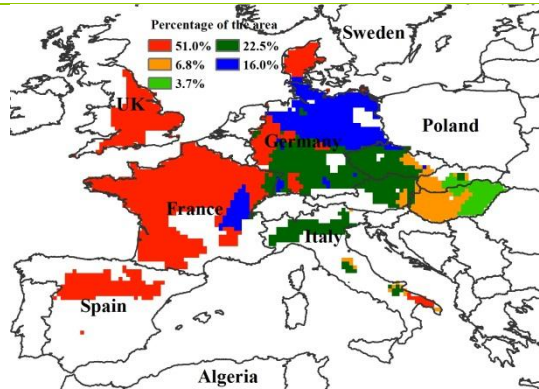 Percentage of the area
51.0% 22.5%
6.8% 16.0%
3.7%
Sweden
UK
Poland
Germany
France
Italy
Spain
Algeria